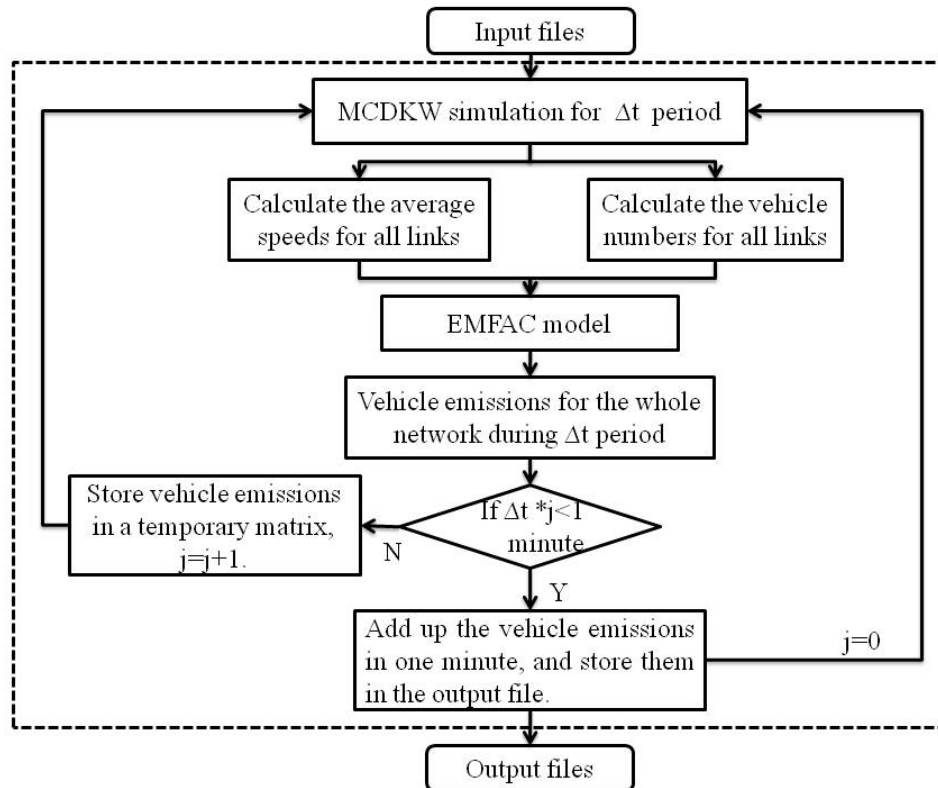 Input files
MCDKW simulation for Δt period
Calculate the average
speeds for all links
Calculate the vehicle
numbers for all links
EMFAC model
Vehicle emissions for the whole
network during Δt period
If Δt *j<1
minute
N
Store vehicle emissions
in a temporary matrix,
j=j+1.
Y
Add up the vehicle emissions
in one minute, and store them
in the output file.
j=0
Output files